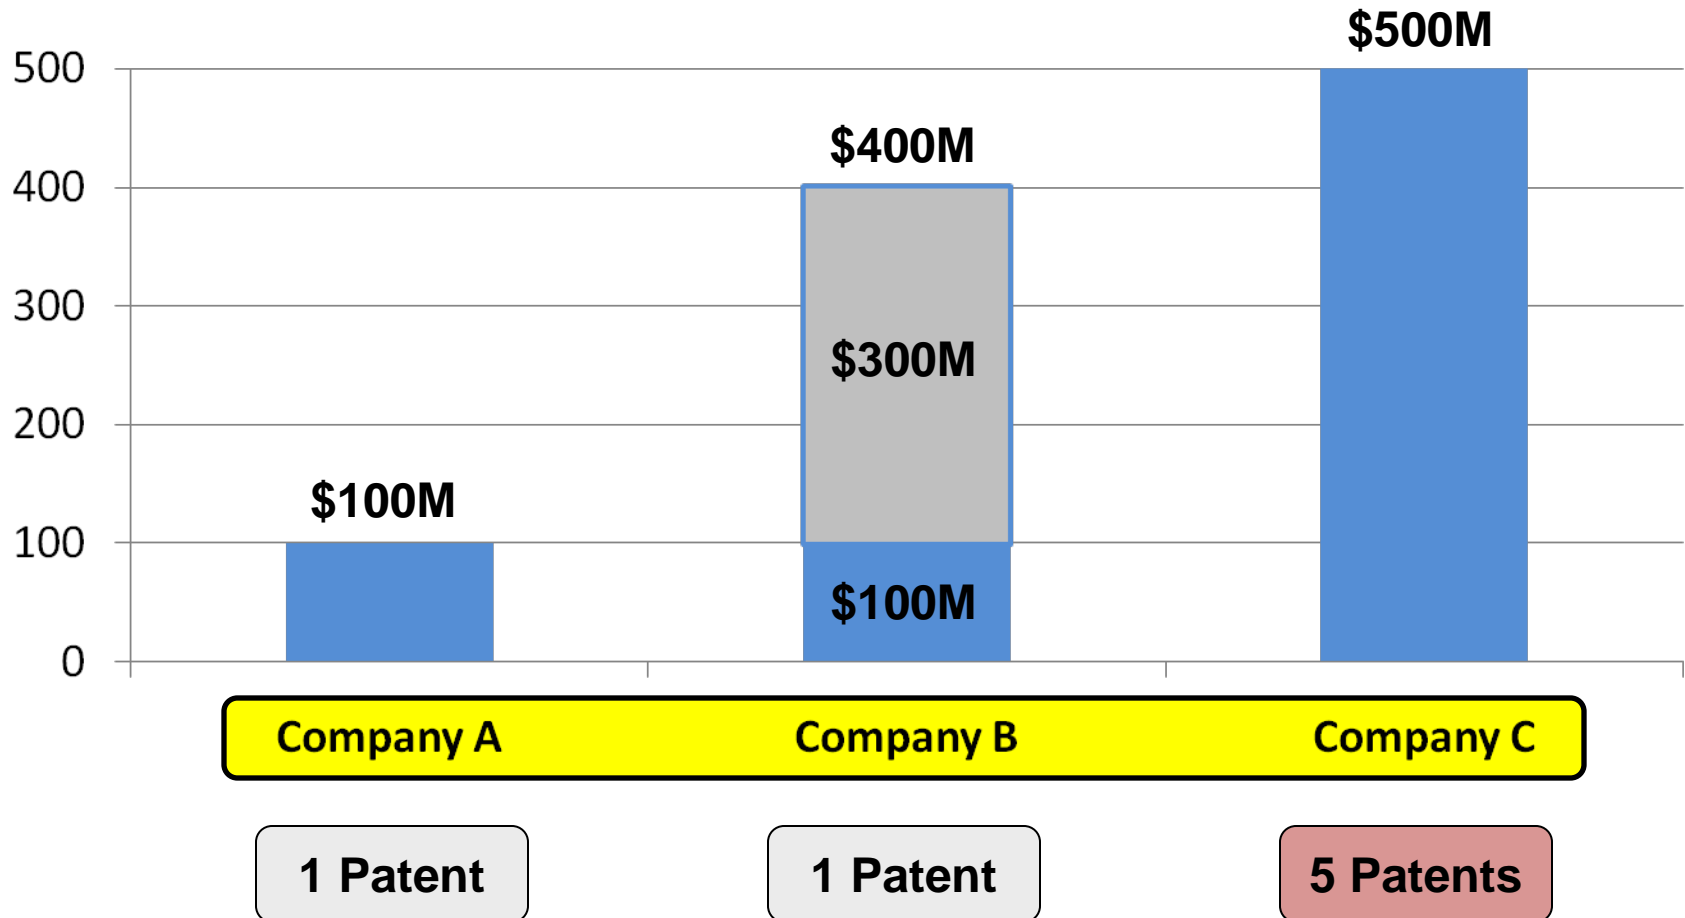 $500M
500
$400M
400
300
$300M
200
$100M
100
$100M
0
Company A Company B Company C
1 Patent 1 Patent 5 Patents